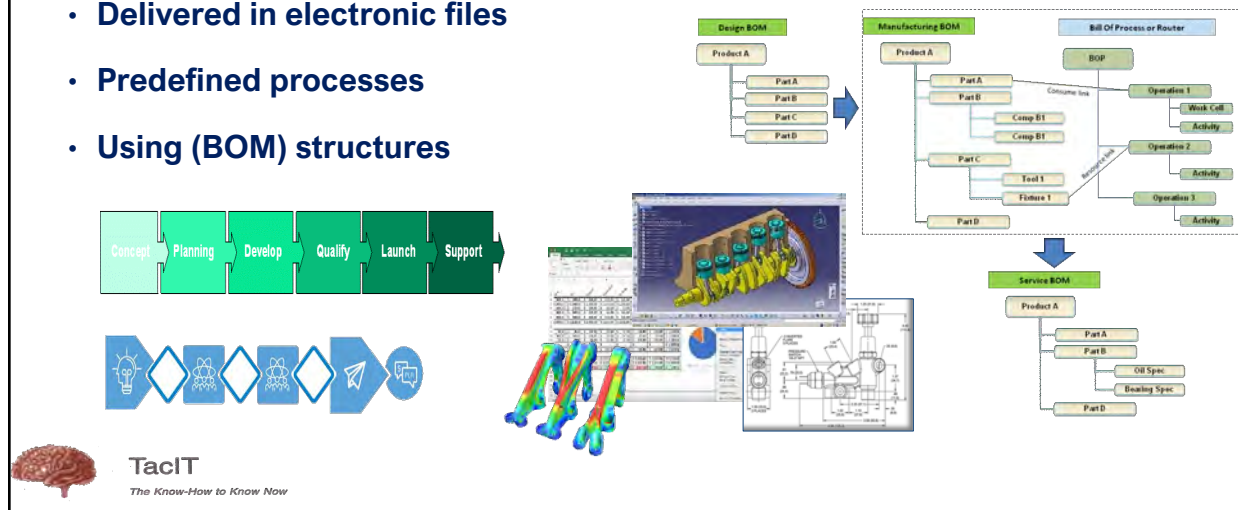 • Delivered in electronic files
• Predefined processes
• Using (BOM) structures
Concept
Planning
Develop
Qualify
Launch
Support
TacIT
The Know-How to Know Now
Design BOM
Product A
Part A
Part B
Part C
Part D
Manufacturing BOM
Product A
Part A
Part B
Comp B1
Comp B1
Part C
Tool 1
Fixture 1
Part D
Consume link
Resource link
Bill Of Process or Router
BOP
Operation 1
Work Cell
Activity
Operation 2
Activity
Operation 3
Activity
Service BOM
Product A
Part A
Part B
Oil Spec
Bearing Spec
Part D